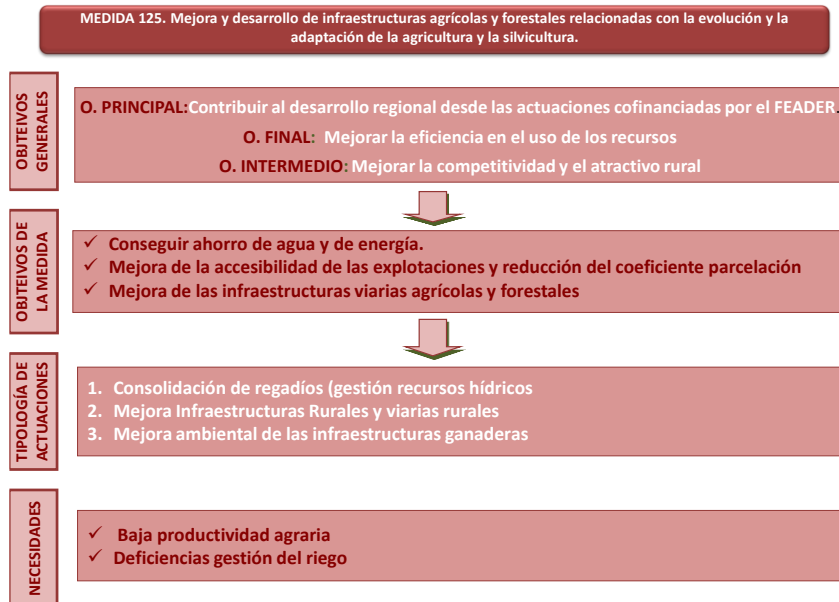 MEDIDA 125. Mejora y desarrollo de infraestructuras agrícolas y forestales relacionadas con la evolución y la
adaptación de la agricultura y la silvicultura.
OBJTEIVOS
GENERALES
O. PRINCIPAL:Contribuir al desarrollo regional desde las actuaciones cofinanciadas por el FEADER.
O. FINAL: Mejorar la eficiencia en el uso de los recursos
O. INTERMEDIO: Mejorar la competitividad y el atractivo rural
OBJTEIVOS DE
LA MEDIDA
✓ Conseguir ahorro de agua y de energía.
✓ Mejora de la accesibilidad de las explotaciones y reducción del coeficiente parcelación
✓ Mejora de las infraestructuras viarias agrícolas y forestales
TIPOLOGÍA DE
ACTUACIONES
1. Consolidación de regadíos (gestión recursos hídricos
2. Mejora Infraestructuras Rurales y viarias rurales
3. Mejora ambiental de las infraestructuras ganaderas
NECESIDADES
✓ Baja productividad agraria
✓ Deficiencias gestión del riego